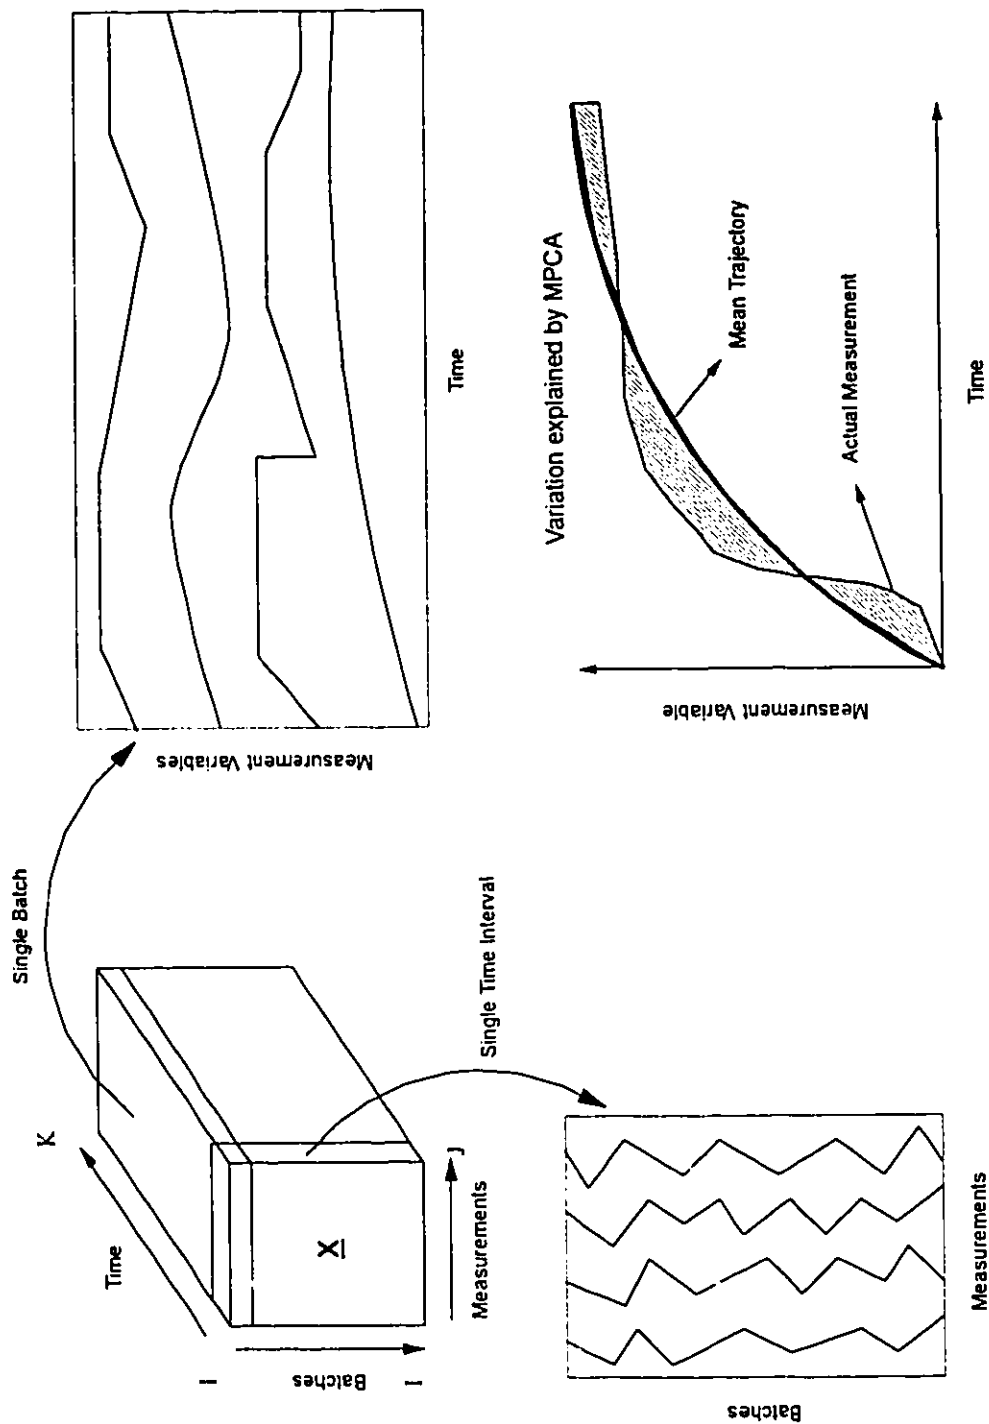 Single Batch
K
Time
X
Batches
I
I
J
Measurements
Single Time Interval
Batches
Measurements
Measurement Variables
Time
Variation explained by MPCA
Mean Trajectory
Actual Measurement
Measurement Variable
Time